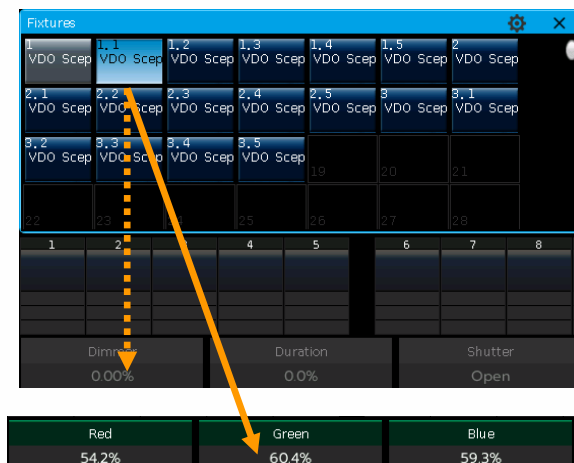 Fixtures
1 1.1 1.2 1.3 1.4 1.5 2
VDO Scep VDO Scep VDO Scep VDO Scep VDO Scep VDO Scep VDO Scep
2.1 2.2 2.3 2.4 2.5 3 3.1
VDO Scep VDO Scep VDO Scep VDO Scep VDO Scep VDO Scep VDO Scep
3.2 3.3 3.4 3.5
VDO Scep VDO Scep VDO Scep VDO Scep
19 20 21
22 23 25 26 27 28
1 2 4 5 6 7 8
Dimmer Duration Shutter
0.00% 0.0% Open
Red Green Blue
54.2% 60.4% 59.3%